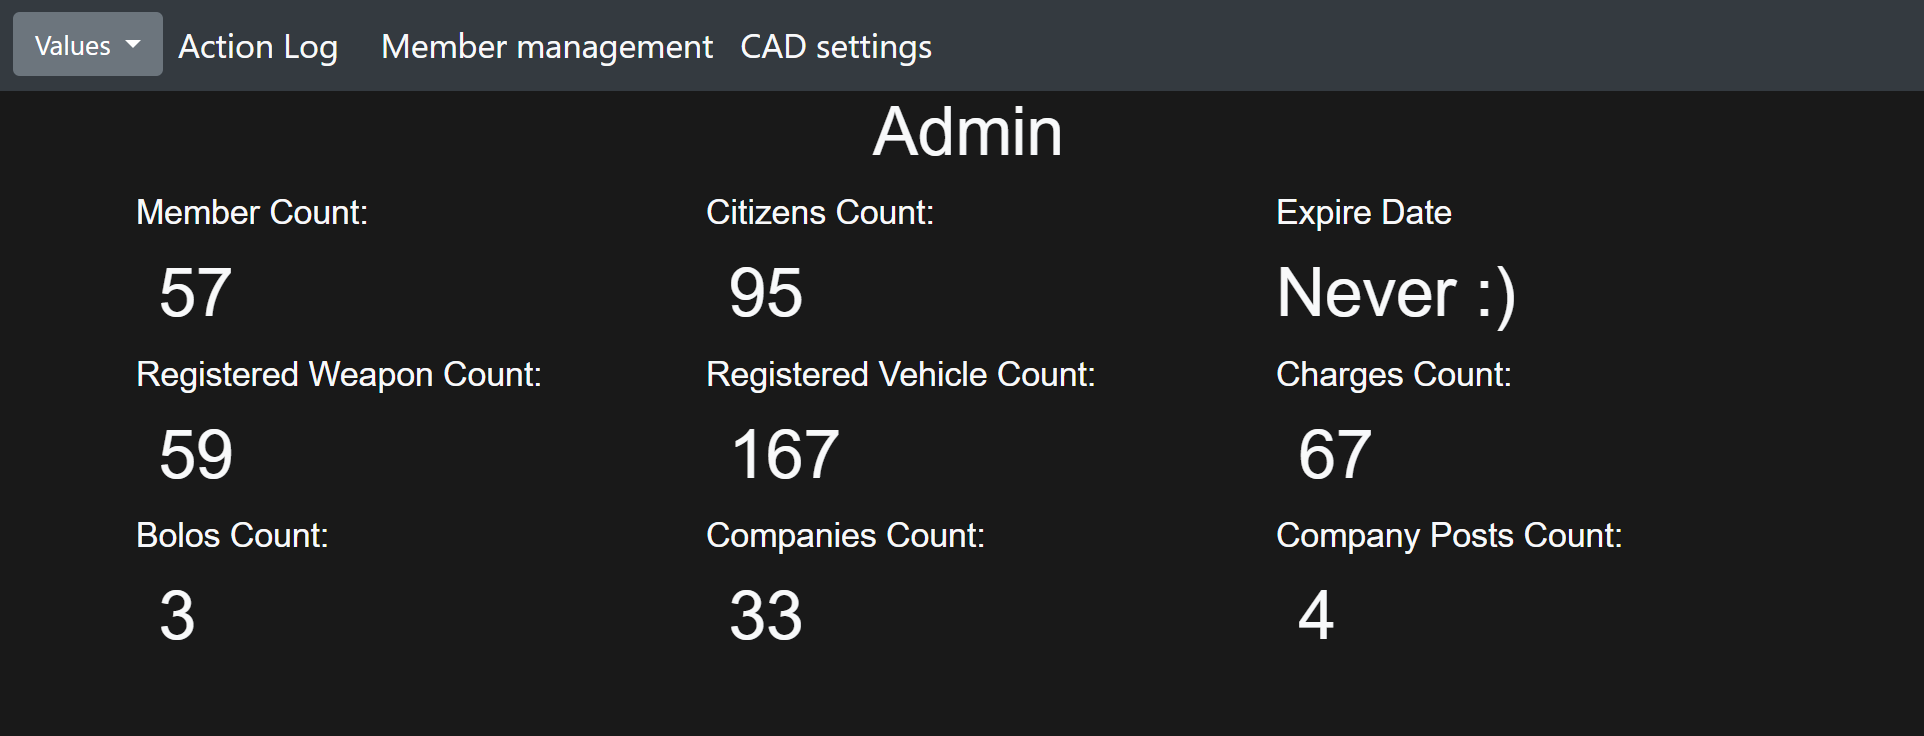 Values Action Log Member management CAD settings
Admin
Member Count: Citizens Count: Expire Date
57 95 Never :)
Registered Weapon Count: Registered Vehicle Count: Charges Count:
59 167 67
Bolos Count: Companies Count: Company Posts Count:
3 33 4